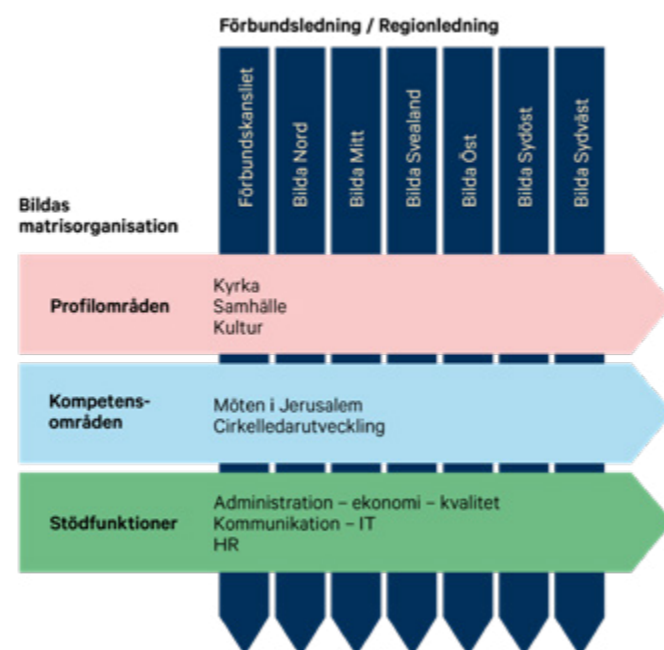 Förbundsledning / Regionledning
Förbundskansliet
Bilda Nord
Bilda Mitt
Bilda Svealand
Bilda Öst
Bilda Sydöst
Bilda Sydväst
Bildas
matrisorganisation
Profilområden
Kyrka
Samhälle
Kultur
Kompetens-
områden
Möten i Jerusalem
Cirkelledarutveckling
Stödfunktioner
Administration – ekonomi – kvalitet
Kommunikation – IT
HR